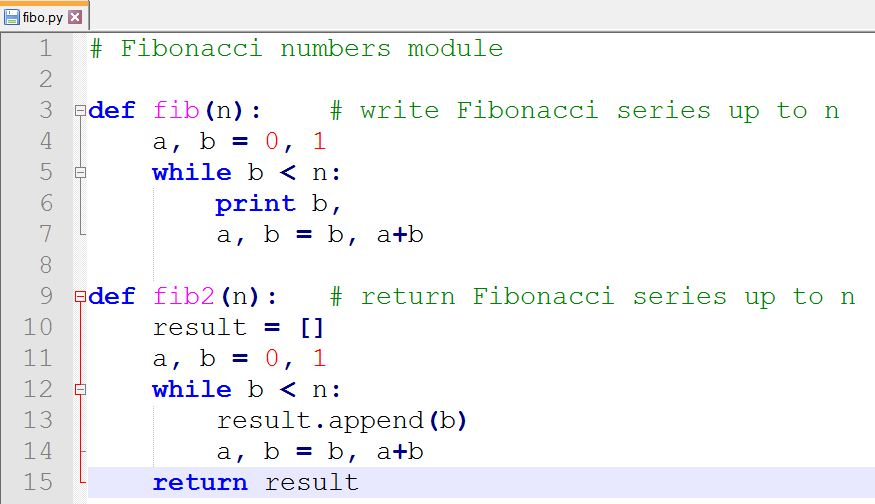 fibo.py
1 # Fibonacci numbers module
2
3 def fib(n):    # write Fibonacci series up to n
4     a, b = 0, 1
5     while b < n:
6         print b,
7         a, b = b, a+b
8
9 def fib2(n):   # return Fibonacci series up to n
10     result = []
11     a, b = 0, 1
12     while b < n:
13         result.append(b)
14         a, b = b, a+b
15     return result